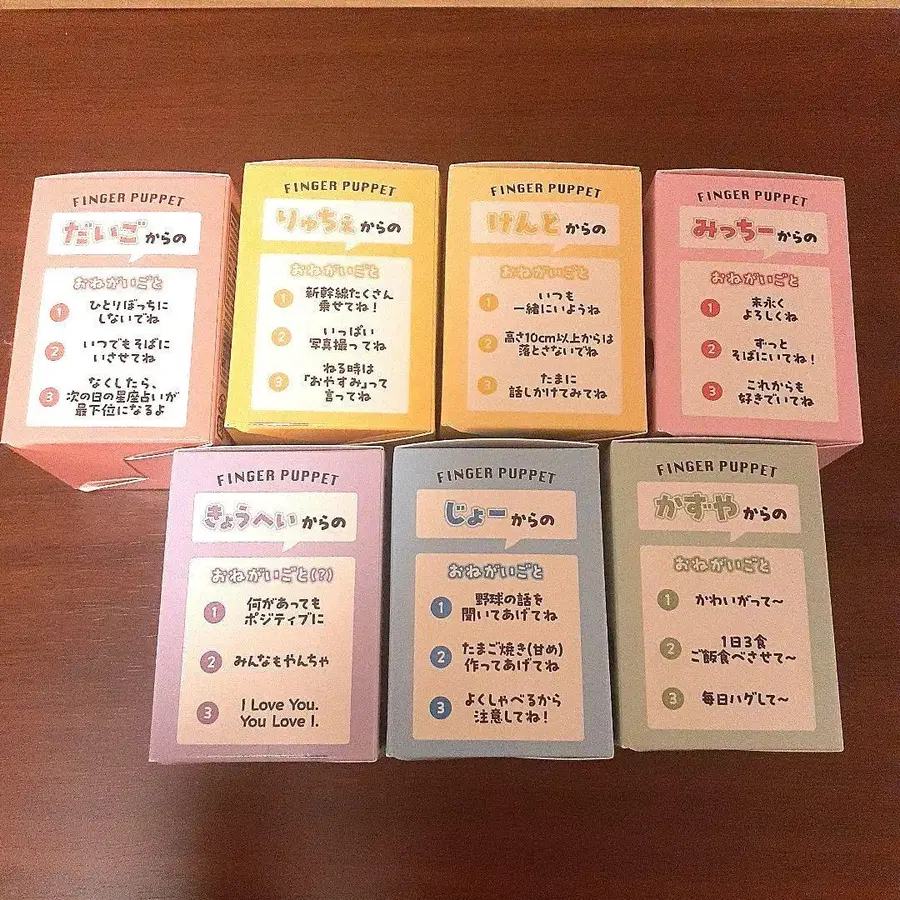 FINGER PUPPET
だいごからの
おねがいごと
1 ひとりぼっちに
しないでね
2 いつでもそばに
いさせてね
3 なくしたら、
次の日の星座占いが
最下位になるよ
FINGER PUPPET
りゅちぇからの
おねがいごと
1 新幹線たくさん
乗せてね!
2 いっぱい
写真撮ってね
3 ねる時は
「おやすみ」って
言ってね
FINGER PUPPET
けんとからの
おねがいごと
1 いつも
一緒にいようね
2 高さ10cm以上からは
落とさないでね
3 たまに
話しかけてみてね
FINGER PUPPET
みっちーからの
おねがいごと
1 末永く
よろしくね
2 ずっと
そばにいてね!
3 これからも
好きでいてね
FINGER PUPPET
きょうへいからの
おねがいごと(?)
1 何があっても
ポジティブに
2 みんなもやんちゃ
3 I Love You.
You Love I.
FINGER PUPPET
じょーからの
おねがいごと
1 野球の話を
聞いてあげてね
2 たまご焼き(甘め)
作ってあげてね
3 よくしゃべるから
注意してね!
FINGER PUPPET
かずやからの
おねがいごと
1 かわいがって〜
2 1日3食
ご飯食べさせて〜
3 毎日ハグして〜